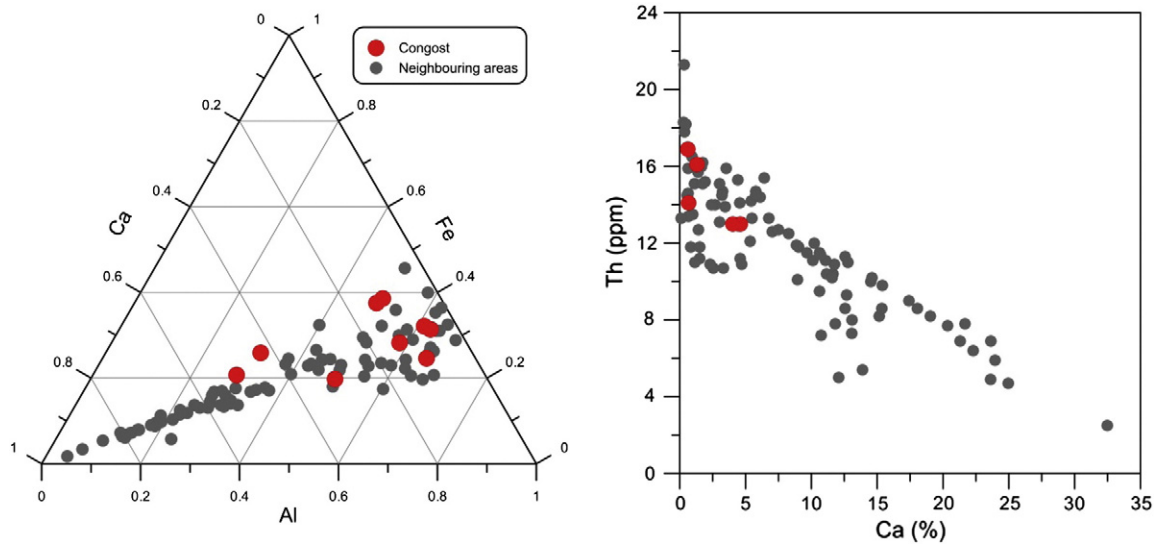 0 1
Congost
Neighbouring areas
0.2 0.8
0.4 0.6
Ca
Fe
0.6 0.4
0.8 0.2
1 0
0 0.2 0.4 0.6 0.8 1
Al
24
20
16
12
8
4
0
Th (ppm)
0 5 10 15 20 25 30 35
Ca (%)